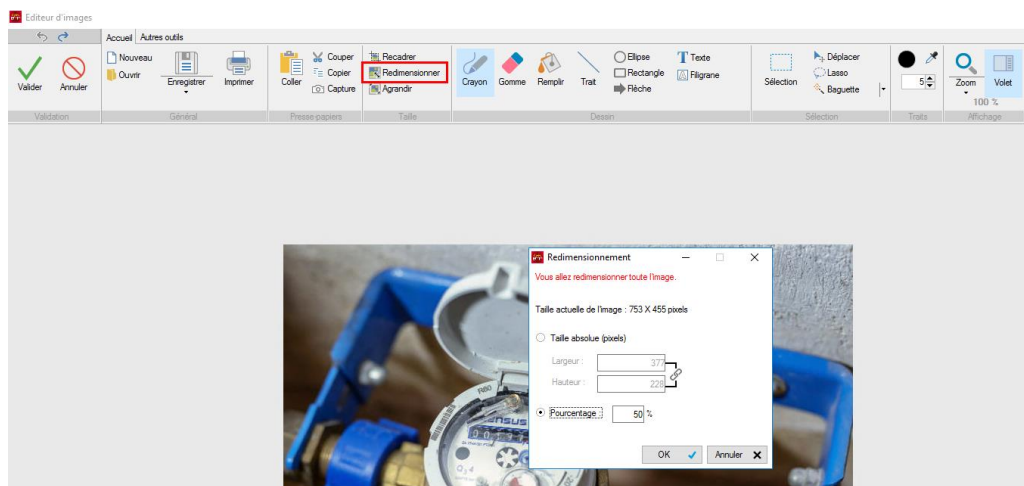 Editeur d'images
Accueil Autres outils
Valider
Annuler
Nouveau
Ouvrir
Enregistrer
Imprimer
Coller
Couper
Copier
Capture
Recadrer
Redimensionner
Agrandir
Crayon
Gomme
Remplir
Trait
Ellipse
Rectangle
Flèche
Texte
Filigrane
Sélection
Déplacer
Lasso
Baguette
5
Zoom
Volet
100 %
Validation
Général
Presse-papiers
Taille
Dessin
Sélection
Traits
Affichage
Redimensionnement
Vous allez redimensionner toute l'image.
Taille actuelle de l'image : 753 X 455 pixels
Taille absolue (pixels)
Largeur : 377
Hauteur : 228
Pourcentage : 50 %
OK Annuler
R80